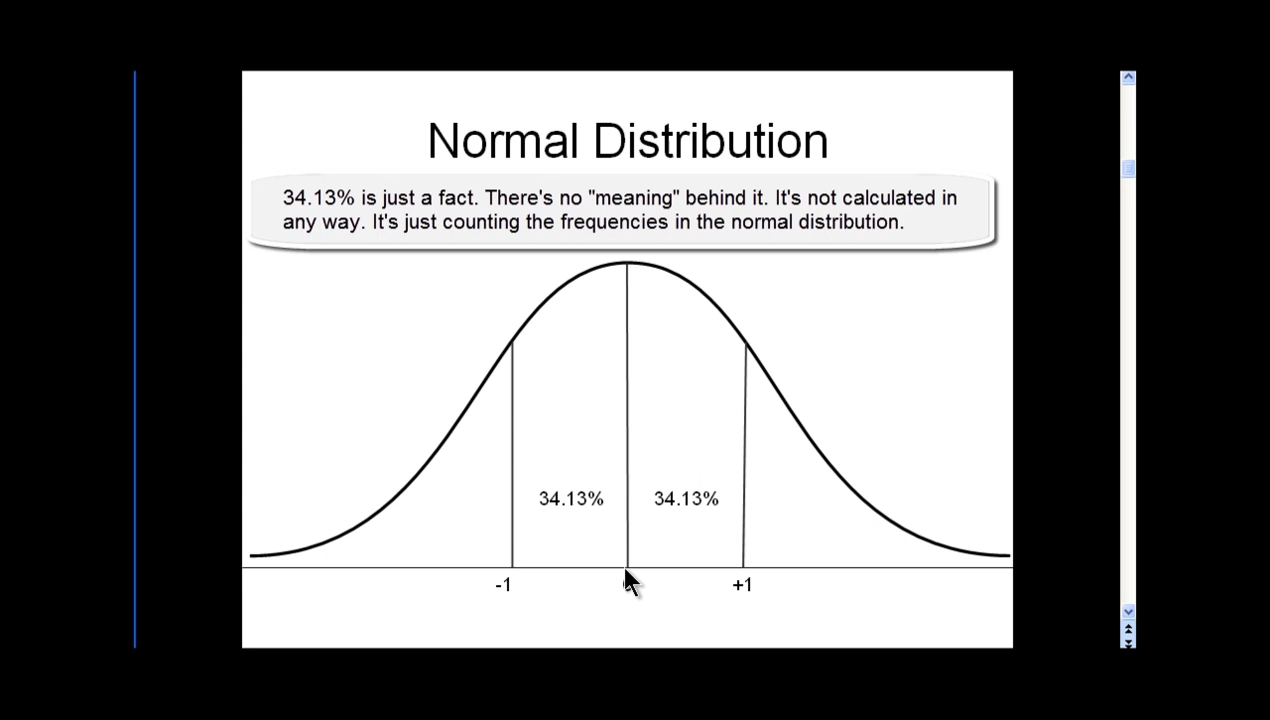 Normal Distribution
34.13% is just a fact. There's no "meaning" behind it. It's not calculated in
any way. It's just counting the frequencies in the normal distribution.
34.13% 34.13%
-1 +1